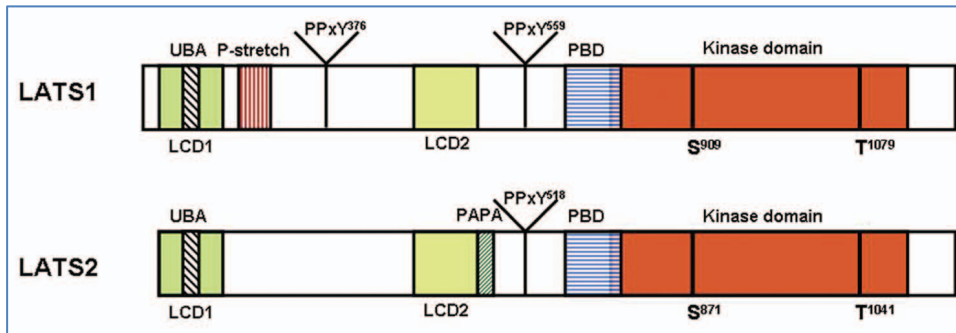 PPxY376 PPxY559
UBA P-stretch PBD Kinase domain
LATS1
LCD1 LCD2 S909 T1079
PPxY518
UBA PAPA PBD Kinase domain
LATS2
LCD1 LCD2 S871 T1041